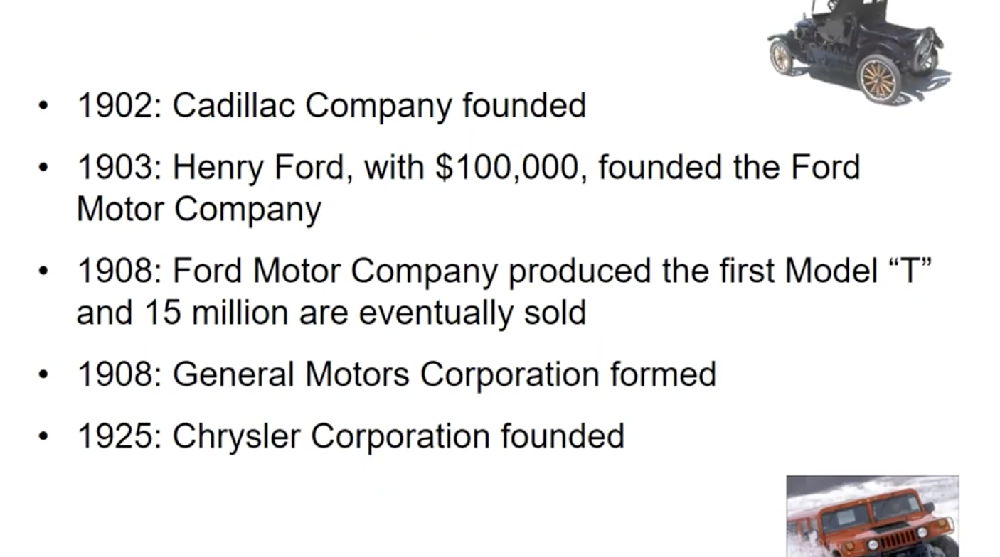 • 1902: Cadillac Company founded
• 1903: Henry Ford, with $100,000, founded the Ford
Motor Company
• 1908: Ford Motor Company produced the first Model “T”
and 15 million are eventually sold
• 1908: General Motors Corporation formed
• 1925: Chrysler Corporation founded